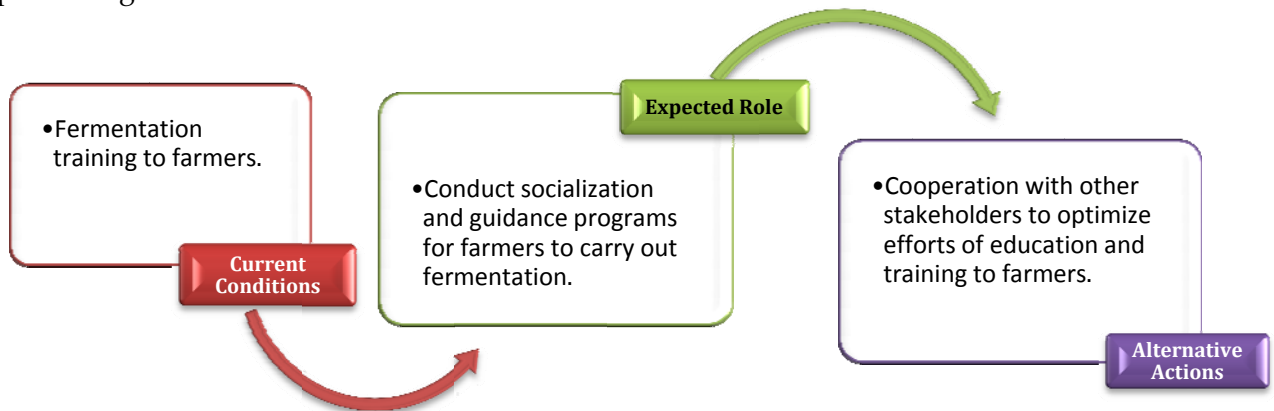 •Fermentation
training to farmers.
Current
Conditions
Expected Role
•Conduct socialization
and guidance programs
for farmers to carry out
fermentation.
•Cooperation with other
stakeholders to optimize
efforts of education and
training to farmers.
Alternative
Actions